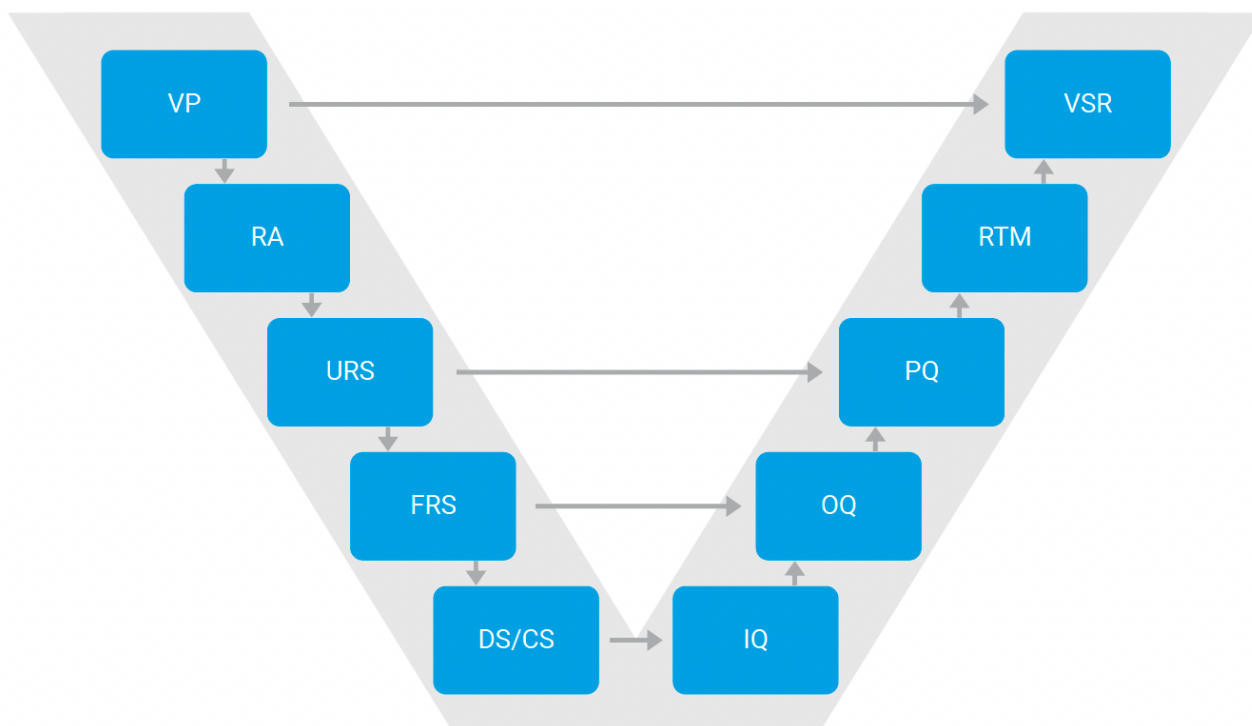 VP
VSR
RA
RTM
URS
PQ
FRS
OQ
DS/CS
IQ